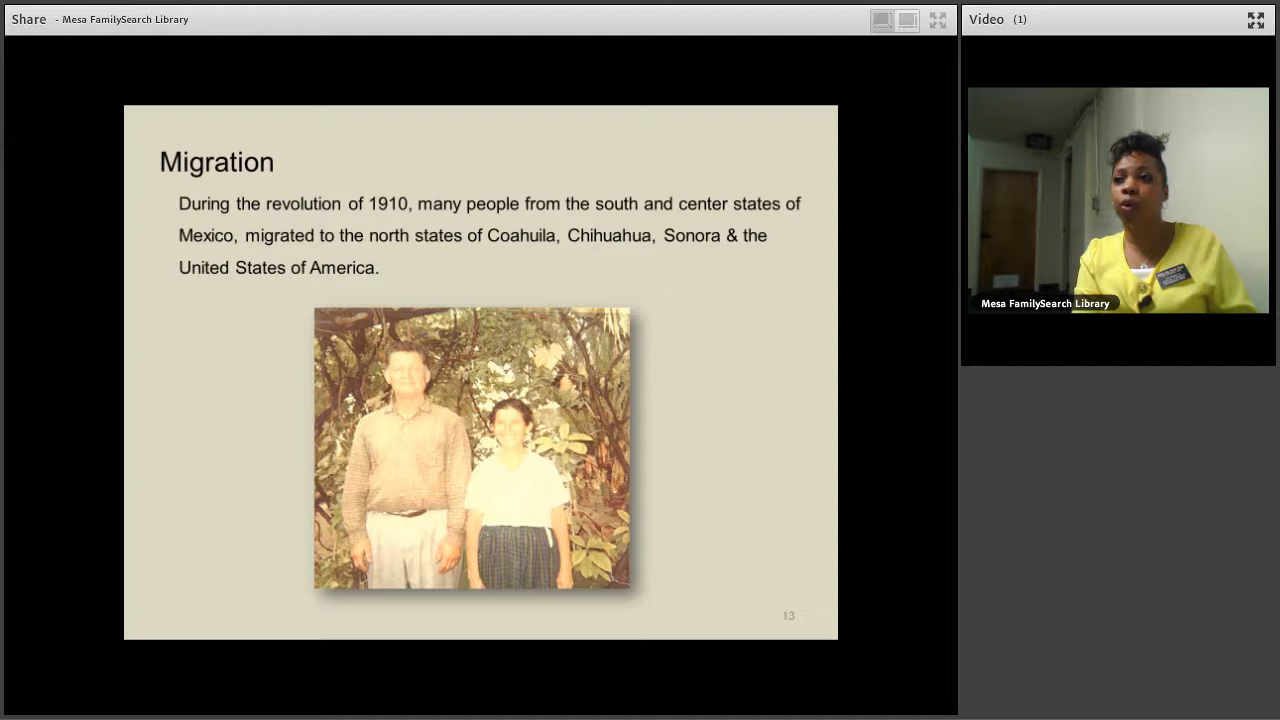 Share - Mesa FamilySearch Library
Video (1)
Migration
During the revolution of 1910, many people from the south and center states of
Mexico, migrated to the north states of Coahuila, Chihuahua, Sonora & the
United States of America.
13
Mesa FamilySearch Library